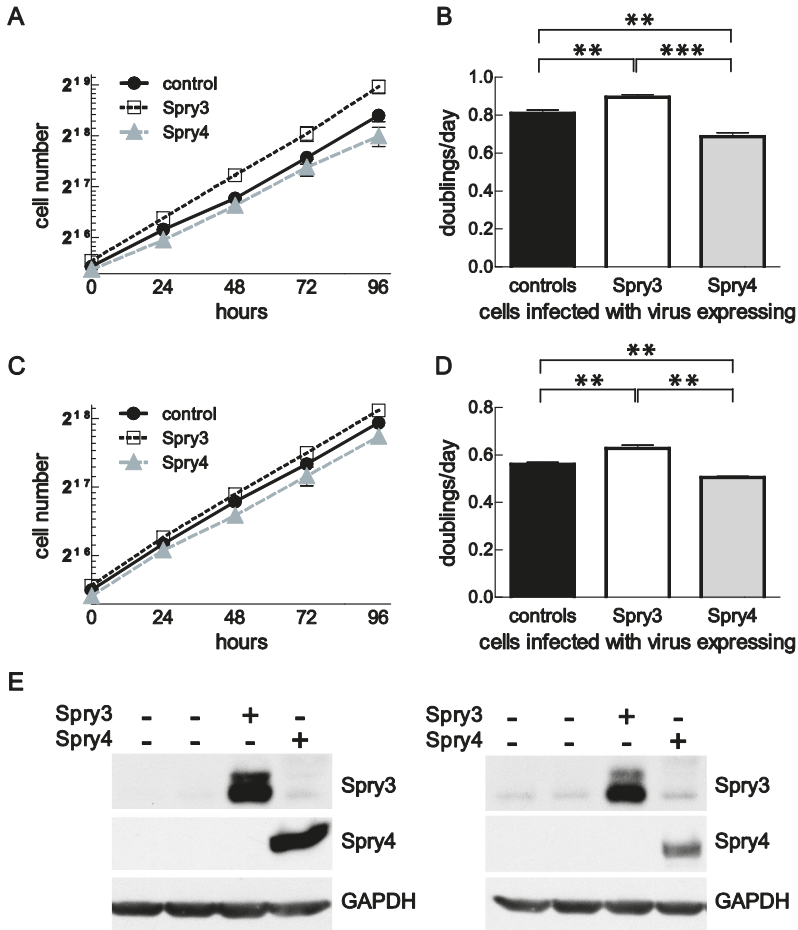 A
2^19
2^18
2^17
2^16
cell number
control
Spry3
Spry4
0 24 48 72 96
hours
B
**
** ***
1.0
0.8
0.6
0.4
0.2
0.0
doublings/day
controls Spry3 Spry4
cells infected with virus expressing
C
2^18
2^17
2^16
cell number
control
Spry3
Spry4
0 24 48 72 96
hours
D
**
** **
0.8
0.6
0.4
0.2
0.0
doublings/day
controls Spry3 Spry4
cells infected with virus expressing
E
Spry3 - - + -
Spry4 - - - +
Spry3
Spry4
GAPDH
Spry3 - - + -
Spry4 - - - +
Spry3
Spry4
GAPDH